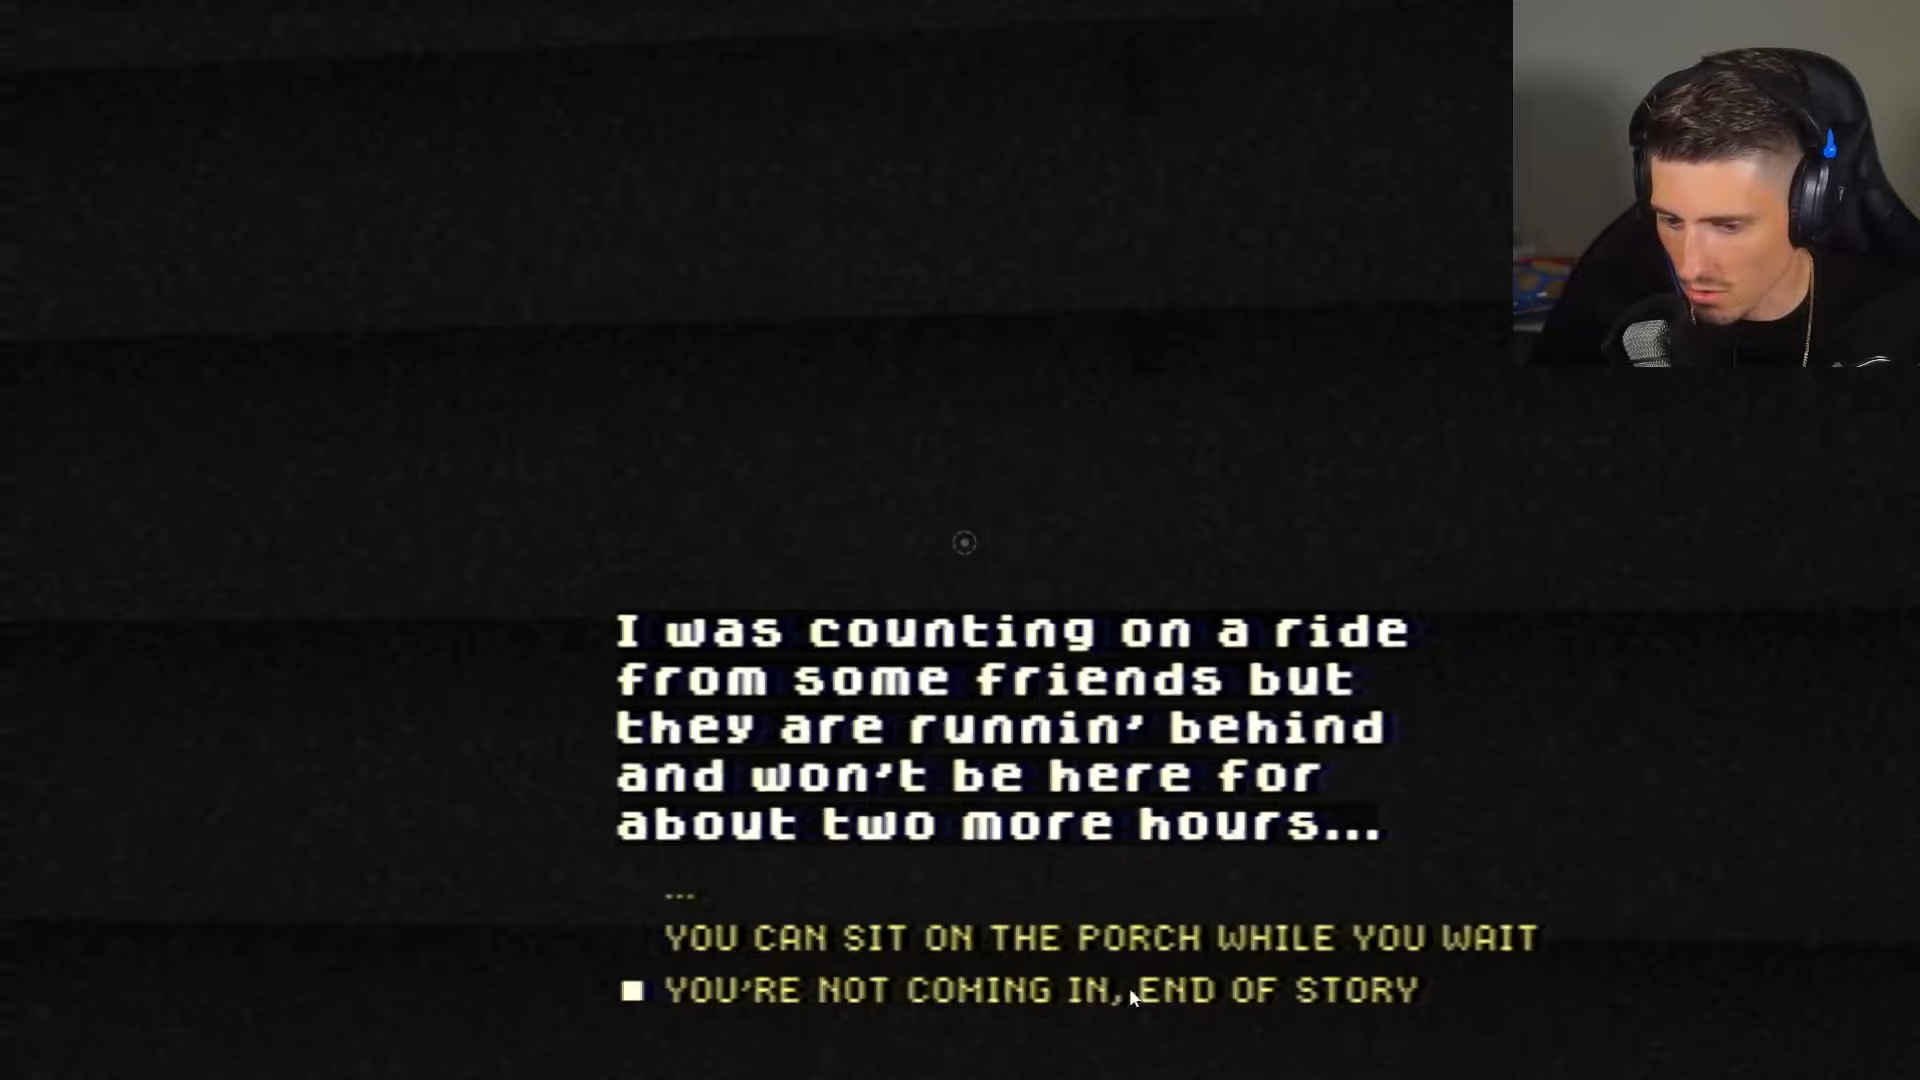 I was counting on a ride
from some friends but
they are runnin' behind
and won't be here for
about two more hours...
...
YOU CAN SIT ON THE PORCH WHILE YOU WAIT
YOU'RE NOT COMING IN, END OF STORY